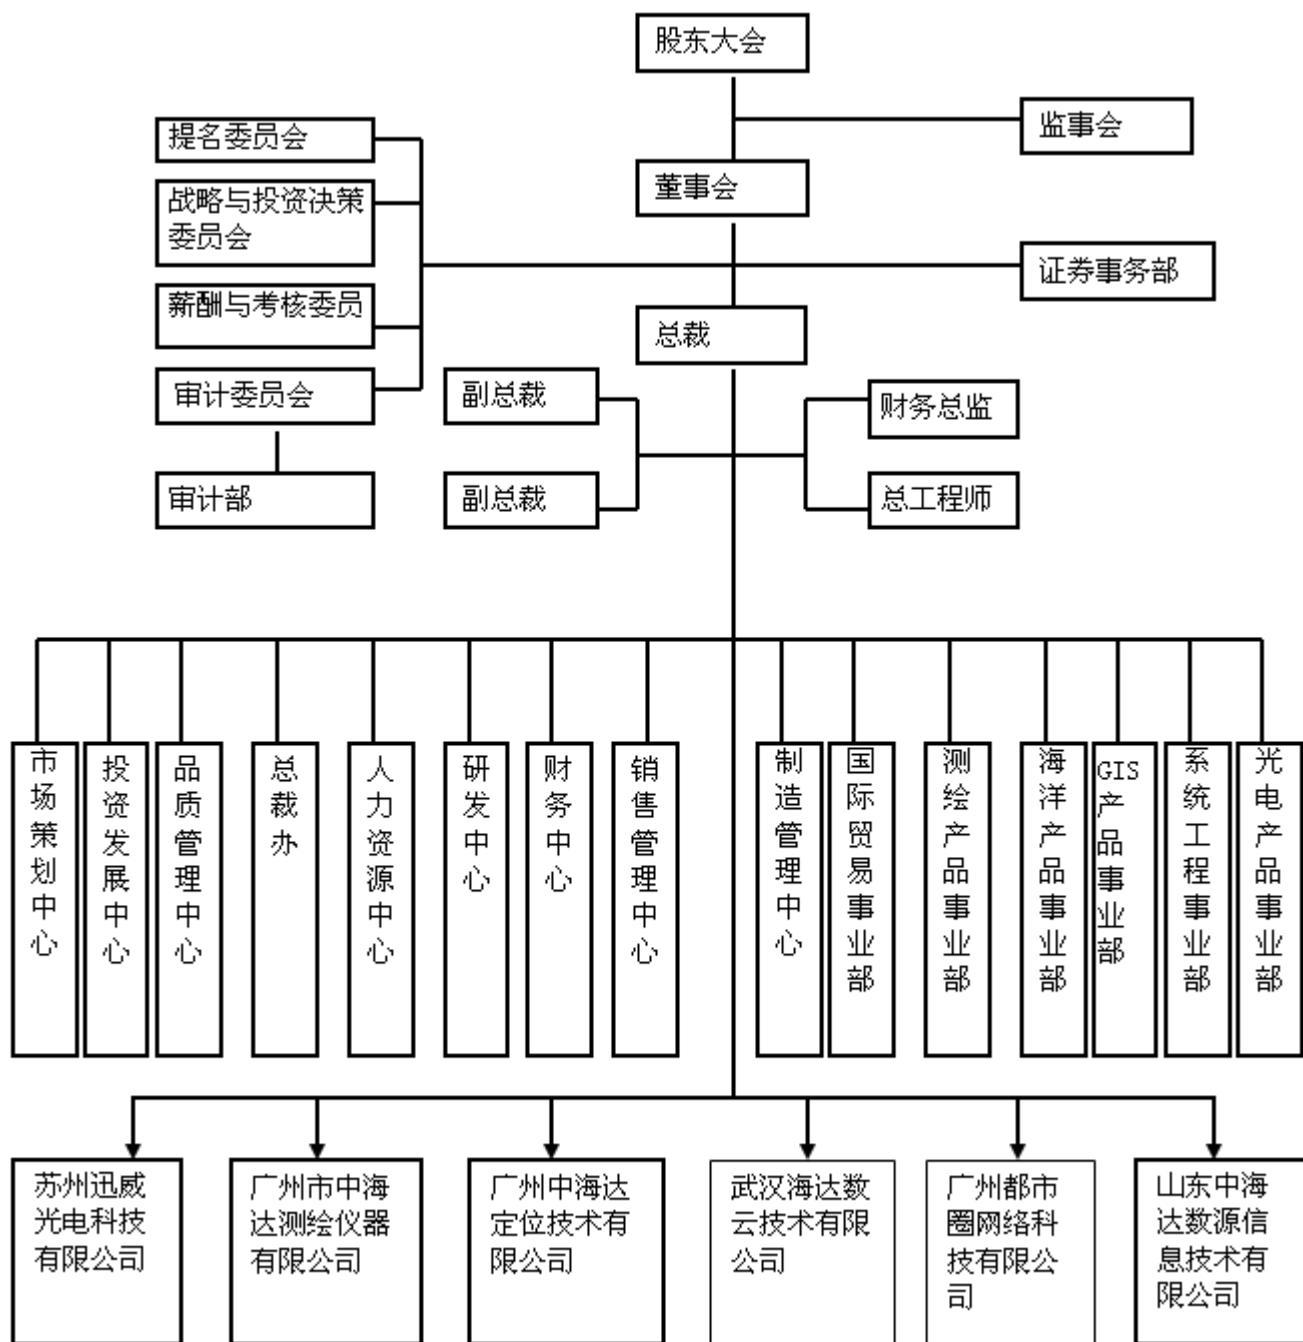 股东大会
监事会
提名委员会
董事会
战略与投资决策
委员会
证券事务部
薪酬与考核委员
总裁
审计委员会
副总裁
财务总监
审计部
副总裁
总工程师
市场策划中心
投资发展中心
品质管理中心
总裁办
人力资源中心
研发中心
财务中心
销售管理中心
制造管理中心
国际贸易事业部
测绘产品事业部
海洋产品事业部
GIS产品事业部
系统工程事业部
光电产品事业部
苏州迅威
光电科技
有限公司
广州市中海
达测绘仪器
有限公司
广州中海达
定位技术有
限公司
武汉海达数
云技术有限
公司
广州都市
圈网络科
技有限公
司
山东中海
达数源信
息技术有
限公司